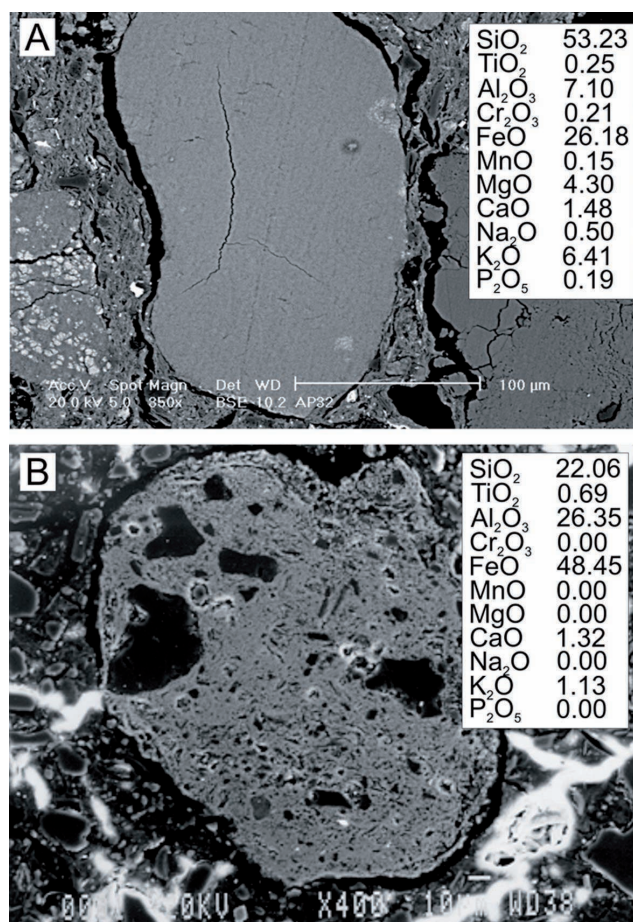 A
SiO₂ 53.23
TiO₂ 0.25
Al₂O₃ 7.10
Cr₂O₃ 0.21
FeO 26.18
MnO 0.15
MgO 4.30
CaO 1.48
Na₂O 0.50
K₂O 6.41
P₂O₅ 0.19
Acc.V Spot Magn Det WD 100 µm
20.0 kV 5.0 850x BSE 10.2 AP32
B
SiO₂ 22.06
TiO₂ 0.69
Al₂O₃ 26.35
Cr₂O₃ 0.00
FeO 48.45
MnO 0.00
MgO 0.00
CaO 1.32
Na₂O 0.00
K₂O 1.13
P₂O₅ 0.00
X400 10µm WD38